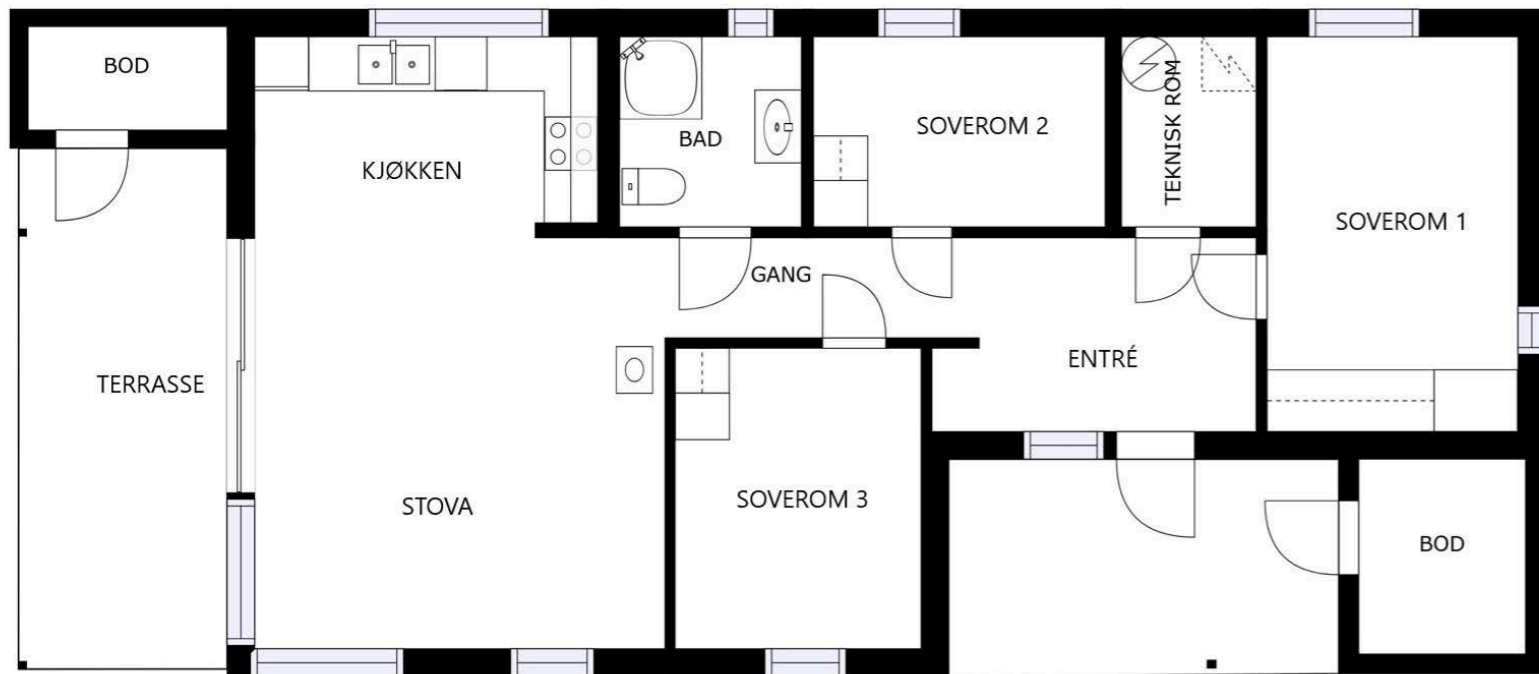 BOD
KJØKKEN
BAD
SOVEROM 2
TEKNISK ROM
SOVEROM 1
GANG
TERRASSE
ENTRÉ
STOVA
SOVEROM 3
BOD